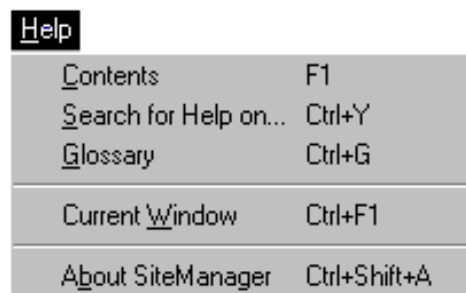 Help
Contents F1
Search for Help on... Ctrl+Y
Glossary Ctrl+G
Current Window Ctrl+F1
About SiteManager Ctrl+Shift+A